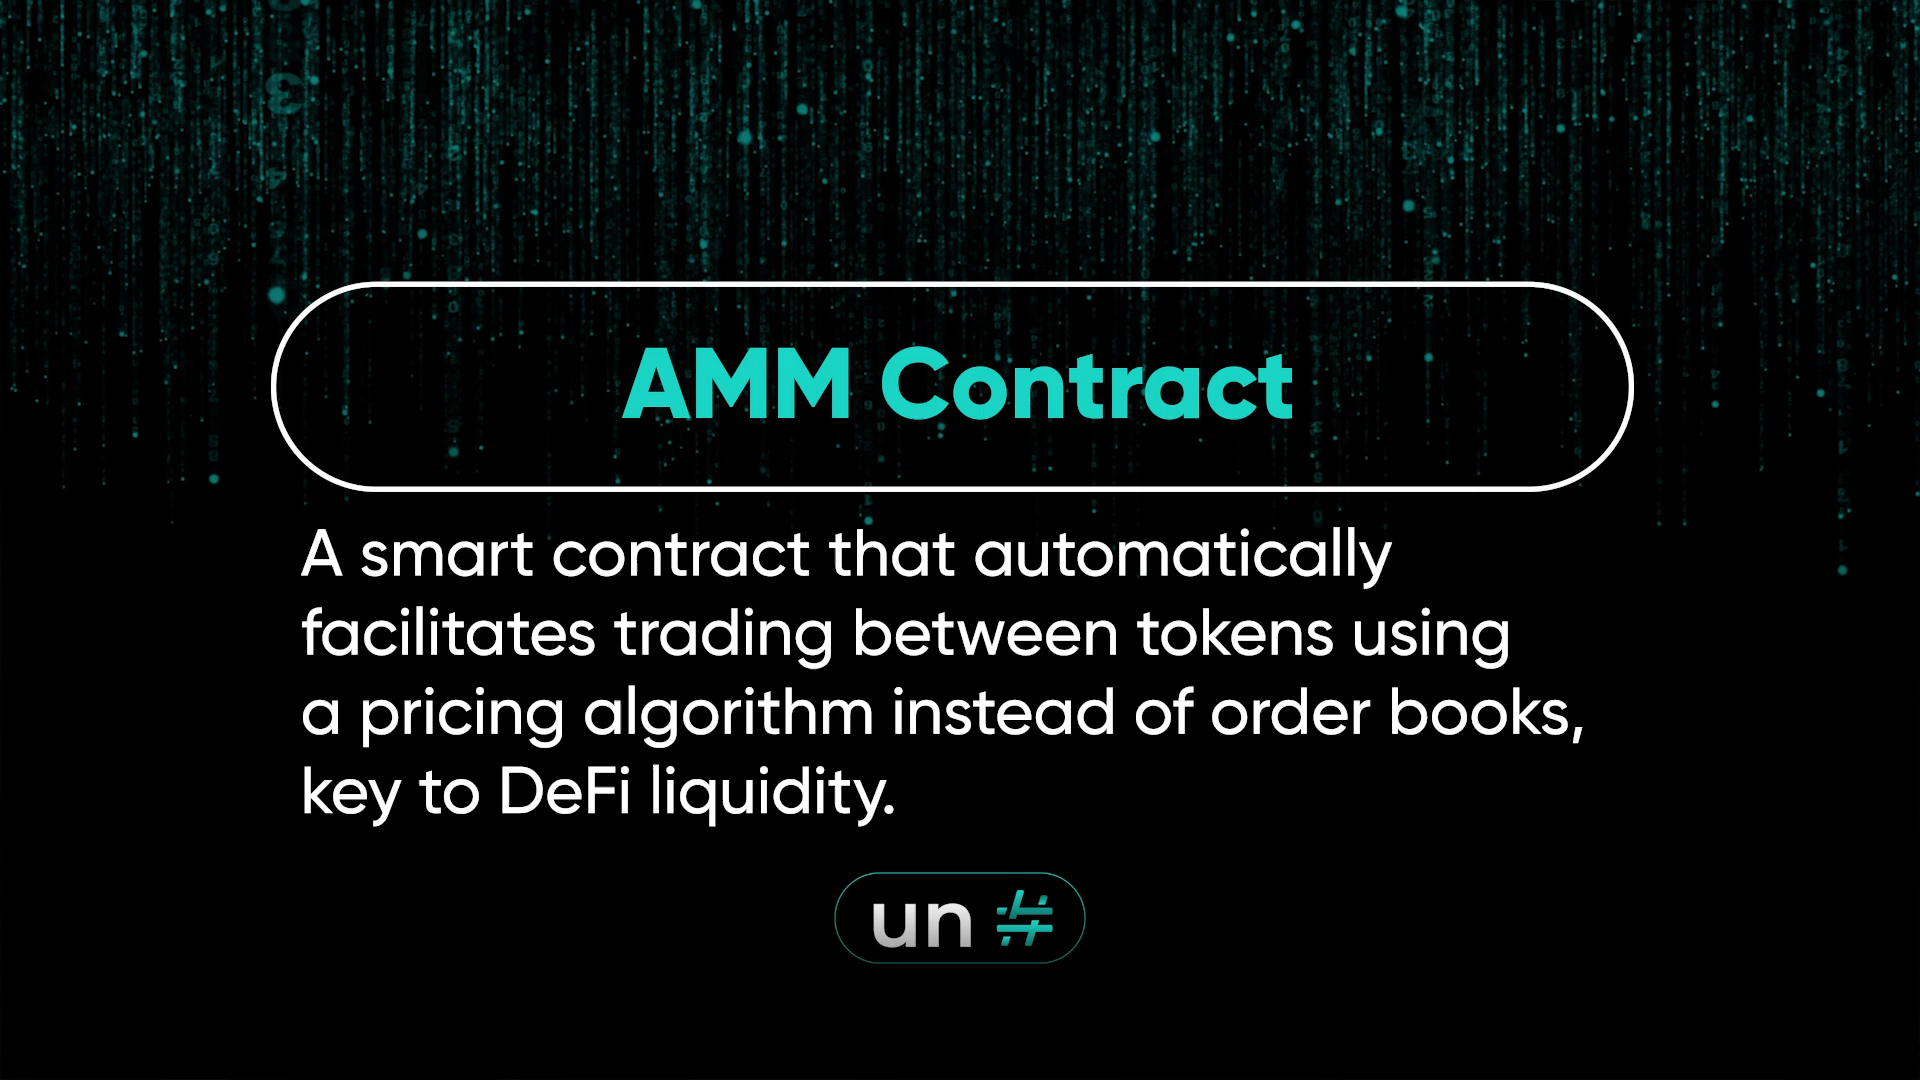 AMM Contract
A smart contract that automatically
facilitates trading between tokens using
a pricing algorithm instead of order books,
key to DeFi liquidity.
un #